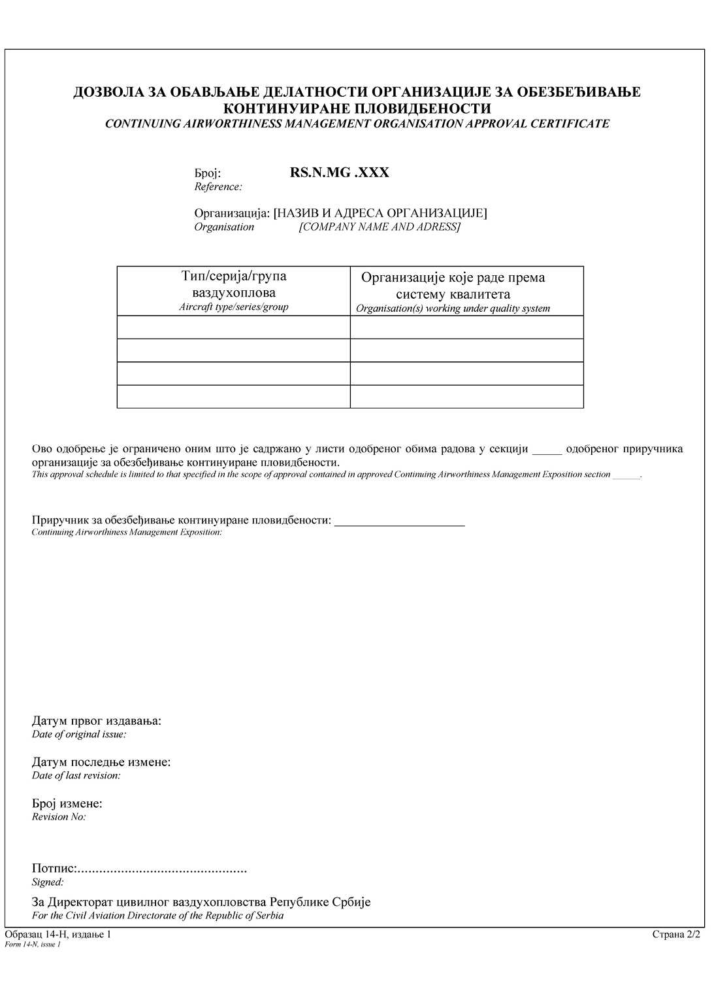 ДОЗВОЛА ЗА ОБАВЉАЊЕ ДЕЛАТНОСТИ ОРГАНИЗАЦИЈЕ ЗА ОБЕЗБЕЂИВАЊЕ
КОНТИНУИРАНЕ ПЛОВИДБЕНОСТИ
CONTINUING AIRWORTHINESS MANAGEMENT ORGANISATION APPROVAL CERTIFICATE
Број: RS.N.MG .XXX
Reference:
Организација: [НАЗИВ И АДРЕСА ОРГАНИЗАЦИЈЕ]
Organisation [COMPANY NAME AND ADRESS]
Тип/серија/група
ваздухоплова
Aircraft type/series/group
Организације које раде према
систему квалитета
Organisation(s) working under quality system
Ово одобрење је ограничено оним што је садржано у листи одобреног обима радова у секцији _____ одобреног приручника
организације за обезбеђивање континуиране пловидбености.
This approval schedule is limited to that specified in the scope of approval contained in approved Continuing Airworthiness Management Exposition section ______.
Приручник за обезбеђивање континуиране пловидбености: ______________________
Continuing Airworthiness Management Exposition:
Датум првог издавања:
Date of original issue:
Датум последње измене:
Date of last revision:
Број измене:
Revision No:
Потпис:...............................................
Signed:
За Директорат цивилног ваздухопловства Републике Србије
For the Civil Aviation Directorate of the Republic of Serbia
Образац 14-Н, издање 1 Страна 2/2
Form 14-N, issue 1